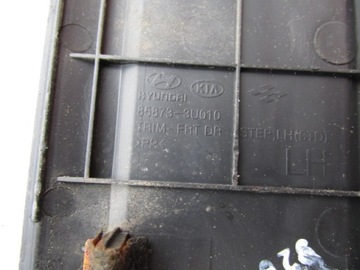 HYUNDAI KIA
85873-3U010
TRIM-FRT DR STEP,LH(STD)
>PP<
LH